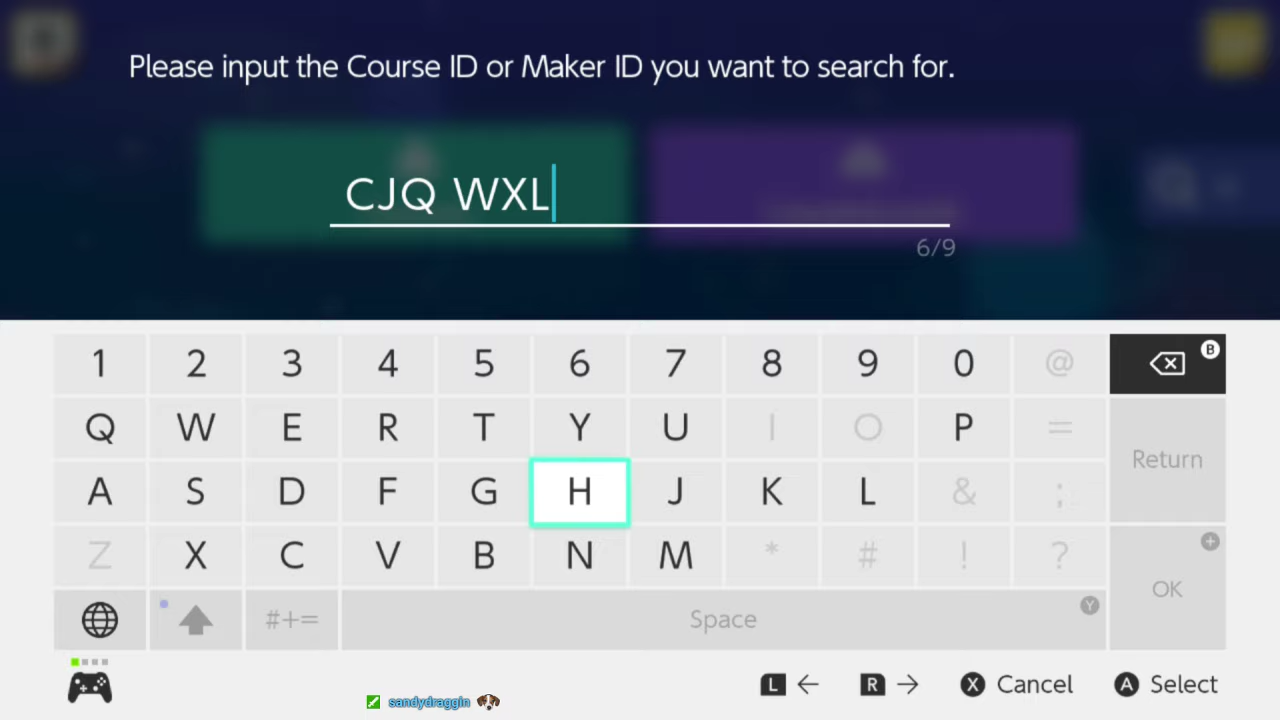 Please input the Course ID or Maker ID you want to search for.
CJQ WXL
6/9
1 2 3 4 5 6 7 8 9 0 @ B
Q W E R T Y U I O P = Return
A S D F G H J K L & ;
Z X C V B N M * # ! ? + OK
#+= Space Y
L ← R → X Cancel A Select
sandydraggin